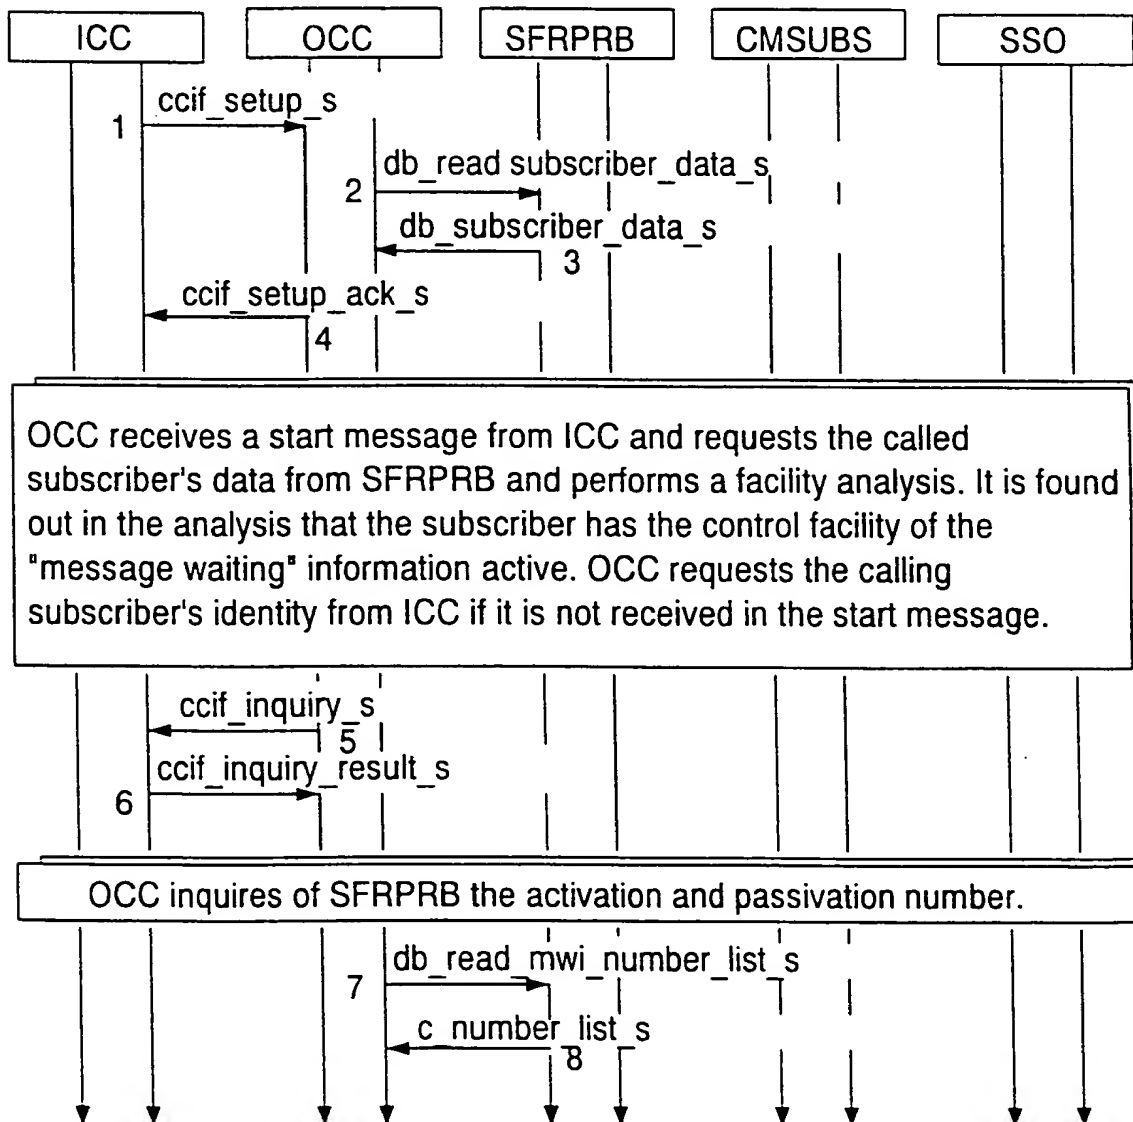 ICC OCC SFRPRB CMSUBS SSO
ccif_setup_s
1
db_read subscriber_data_s
2
db_subscriber_data_s
3
ccif_setup_ack_s
4
OCC receives a start message from ICC and requests the called
subscriber's data from SFRPRB and performs a facility analysis. It is found
out in the analysis that the subscriber has the control facility of the
"message waiting" information active. OCC requests the calling
subscriber's identity from ICC if it is not received in the start message.
ccif_inquiry_s
5
ccif_inquiry_result_s
6
OCC inquires of SFRPRB the activation and passivation number.
db_read_mwi_number_list_s
7
c_number_list_s
8